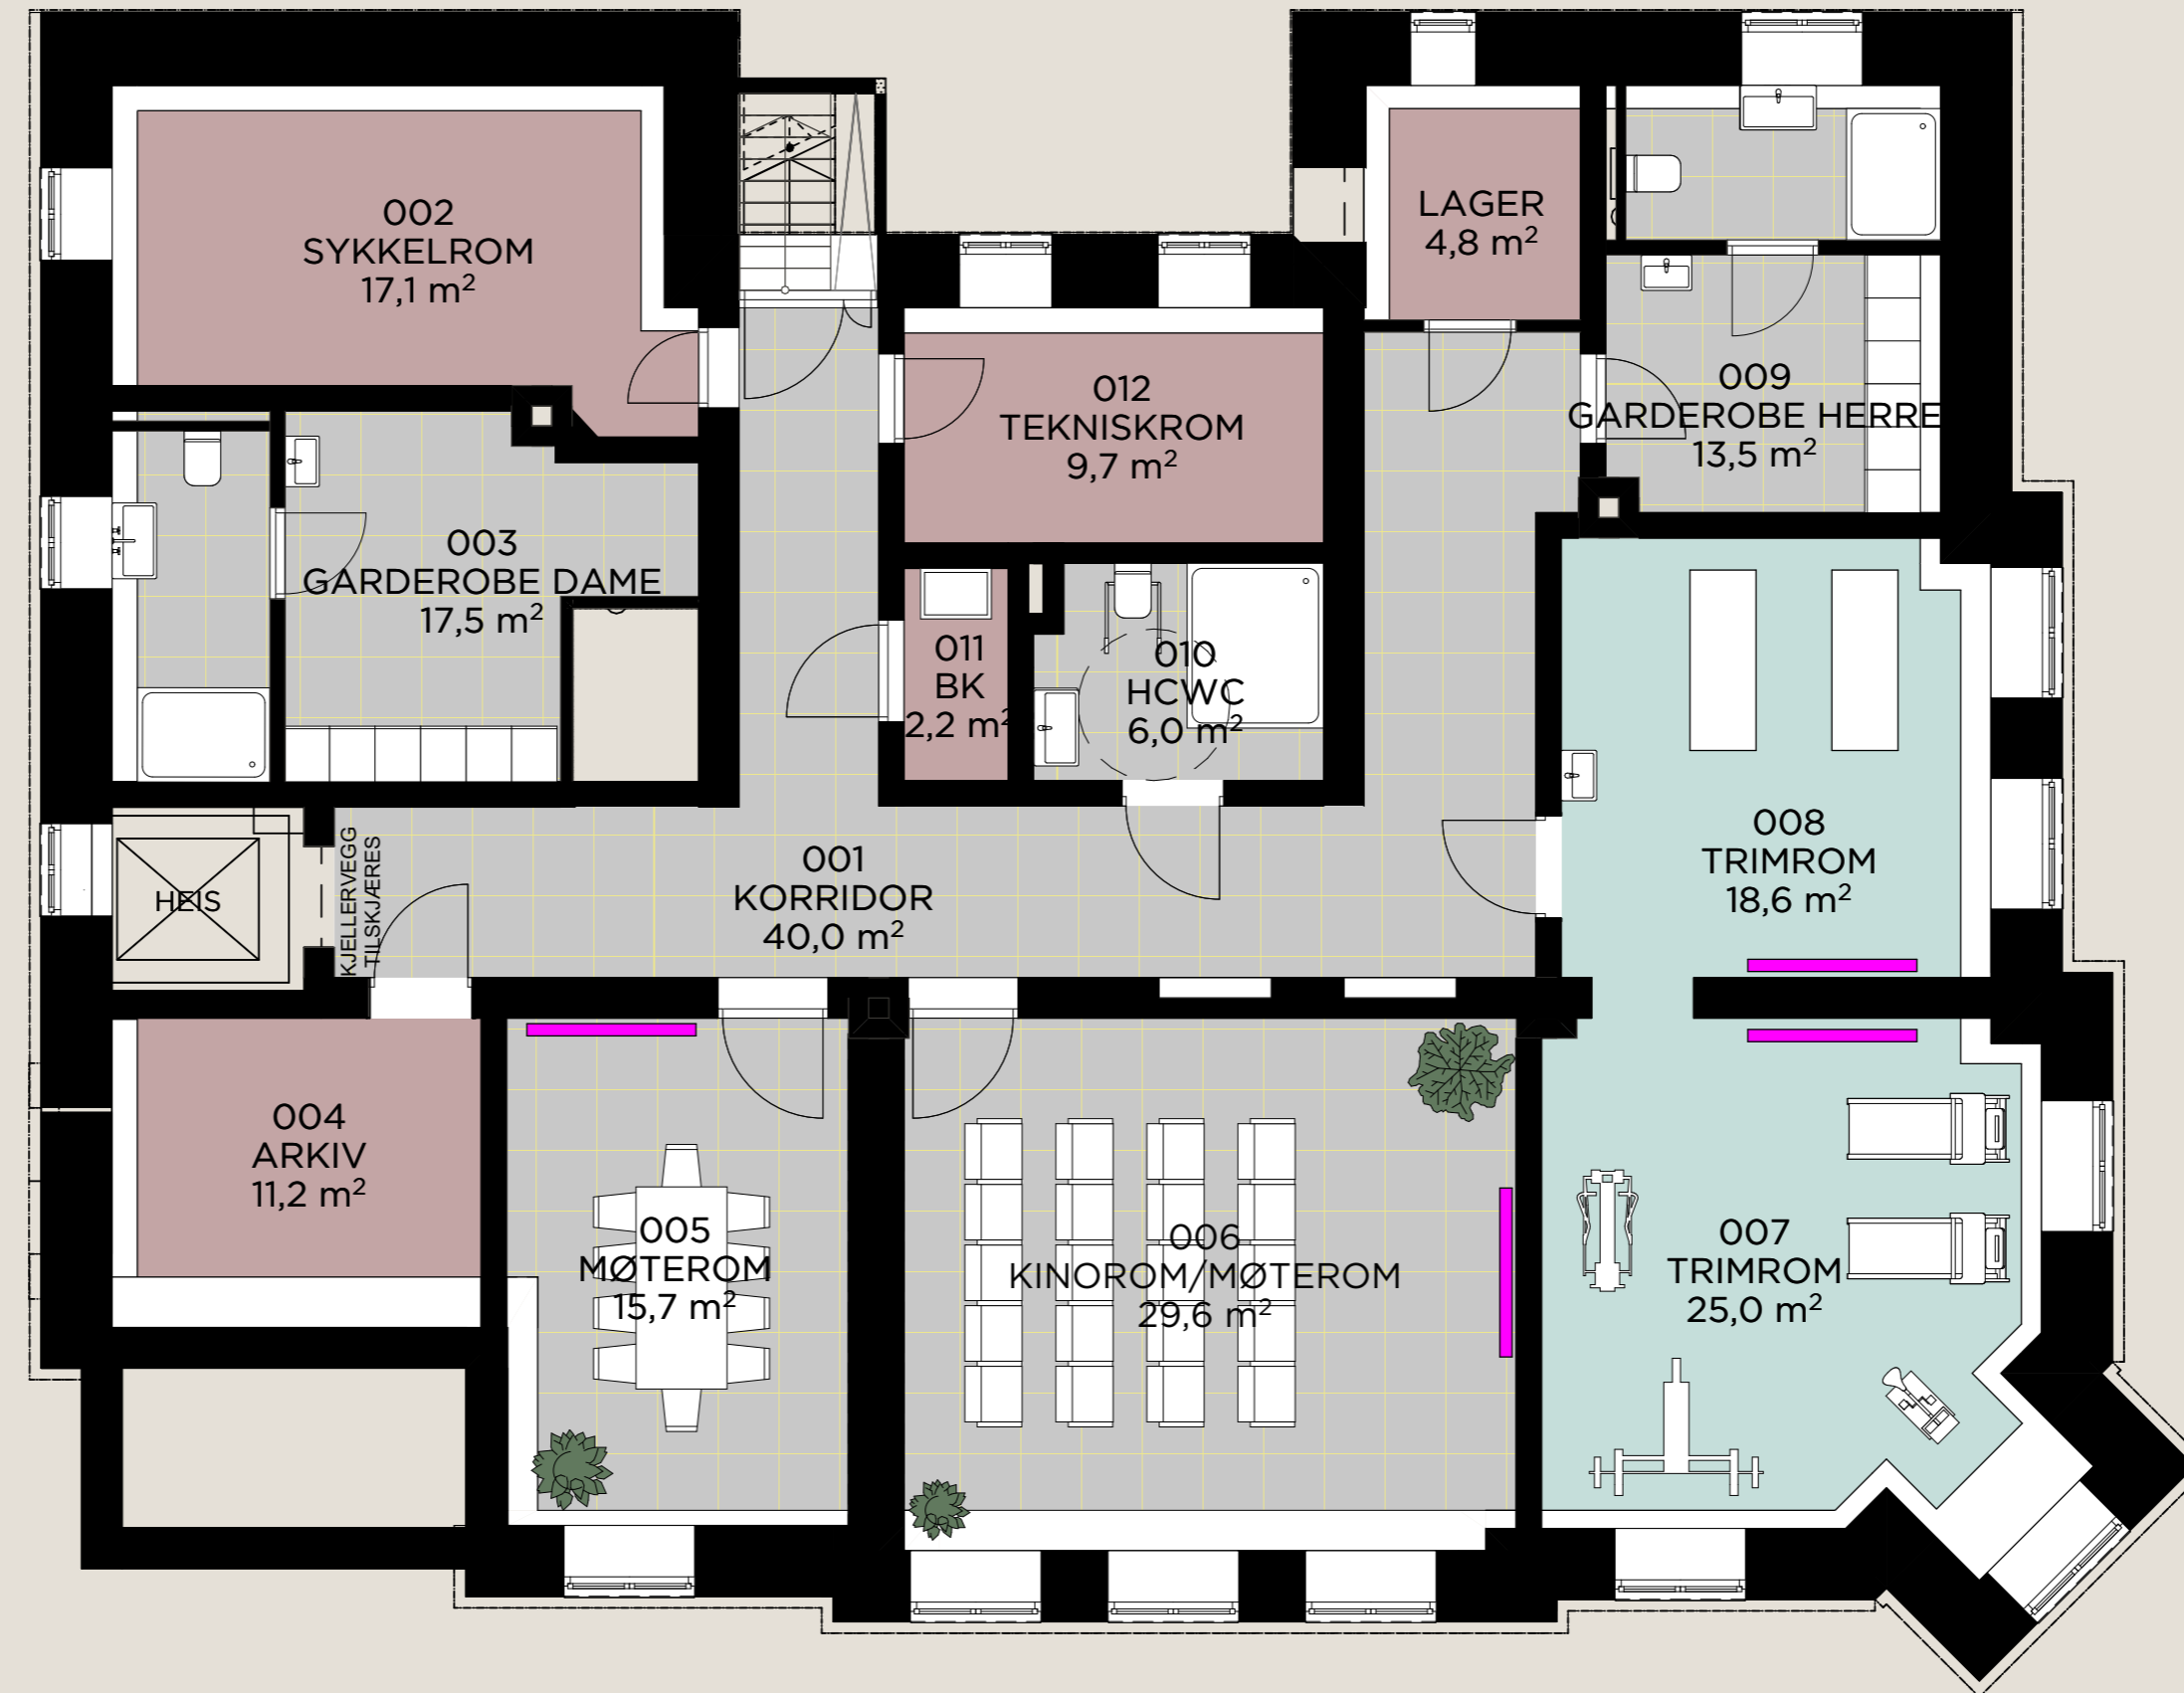 002
SYKKELROM
17,1 m²
LAGER
4,8 m²
009
GARDEROBE HERRE
13,5 m²
012
TEKNISKROM
9,7 m²
003
GARDEROBE DAME
17,5 m²
011
BK
2,2 m²
010
HCWC
6,0 m²
008
TRIMROM
18,6 m²
HEIS
KJELLERVEGG
TILSKJÆRES
001
KORRIDOR
40,0 m²
004
ARKIV
11,2 m²
005
MØTEROM
15,7 m²
006
KINOROM/MØTEROM
29,6 m²
007
TRIMROM
25,0 m²